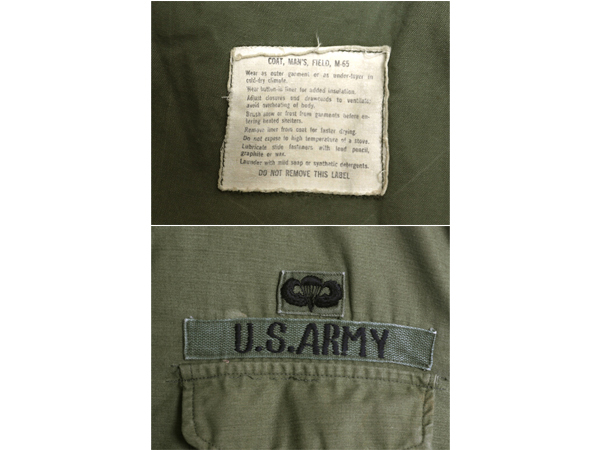 COAT, MAN'S, FIELD, M-65
Wear as outer garment or as under-layer in
cold-dry climate.
Wear button-in liner for added insulation.
Adjust closures and drawcords to ventilate;
avoid overheating of body.
Brush snow or frost from garments before en-
tering heated shelters.
Remove liner from coat for faster drying.
Do not expose to high temperature of a stove.
Lubricate slide fasteners with lead pencil,
graphite or wax.
Launder with mild soap or synthetic detergents.
DO NOT REMOVE THIS LABEL
U.S.ARMY